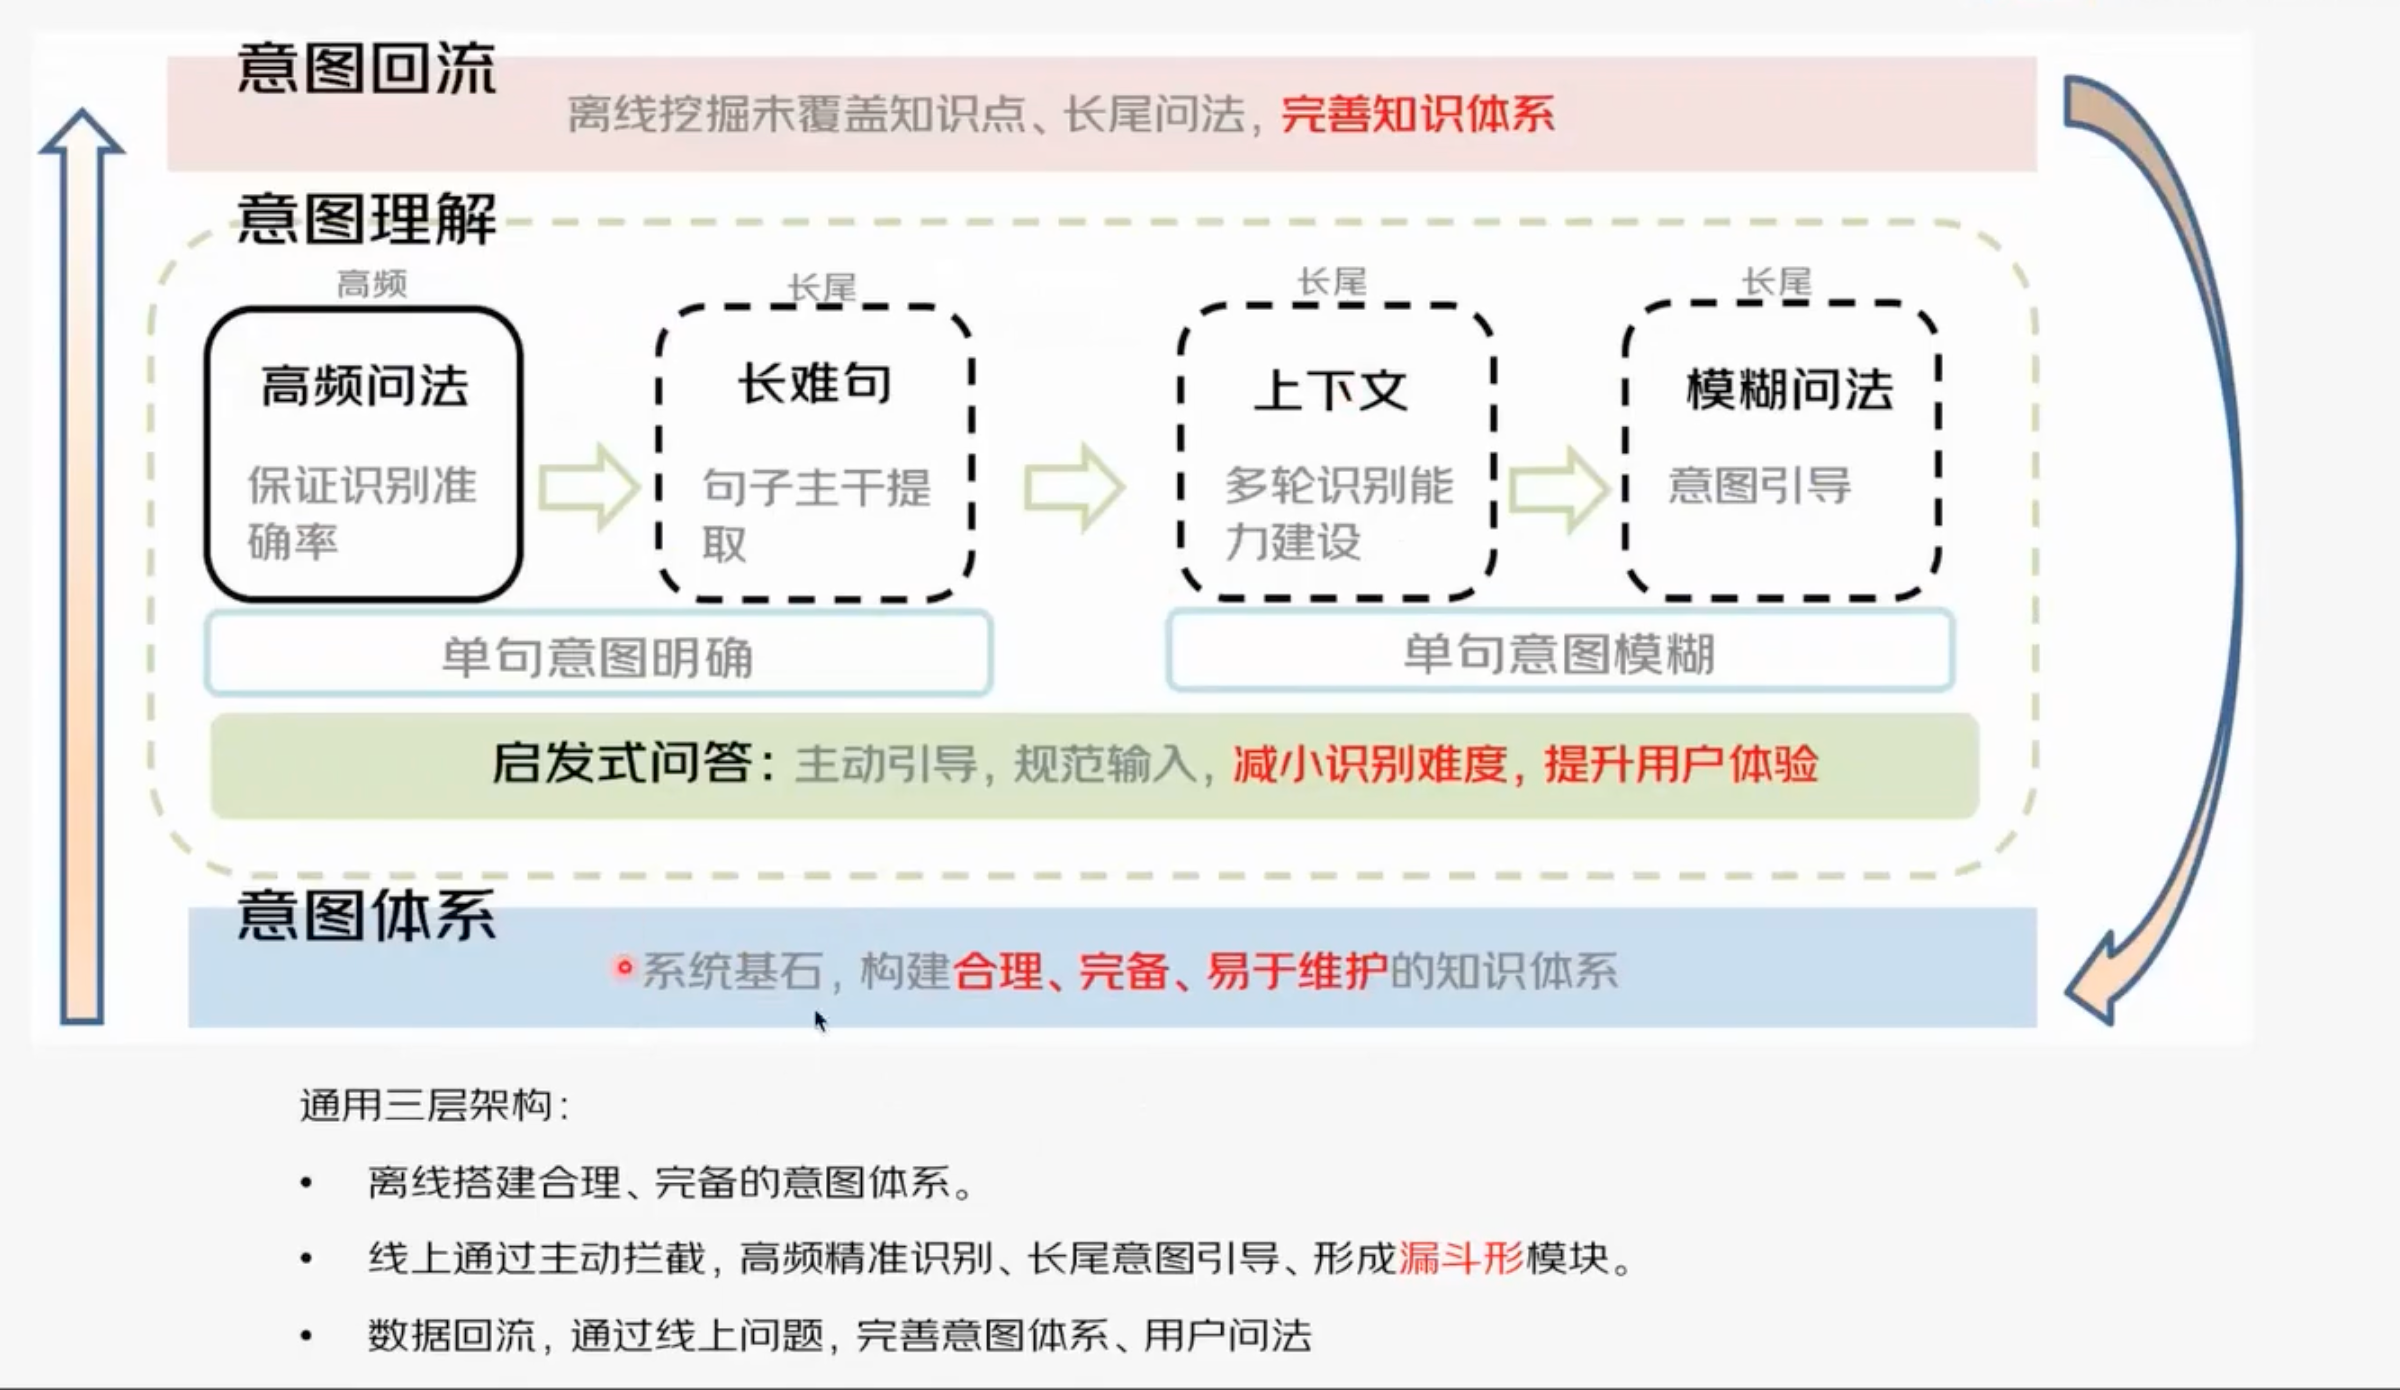 意图回流
离线挖掘未覆盖知识点、长尾问法,完善知识体系
意图理解
高频
长尾
长尾
长尾
高频问法
保证识别准
确率
长难句
句子主干提
取
上下文
多轮识别能
力建设
模糊问法
意图引导
单句意图明确
单句意图模糊
启发式问答:主动引导,规范输入,减小识别难度,提升用户体验
意图体系
系统基石,构建合理、完备、易于维护的知识体系
通用三层架构:
• 离线搭建合理、完备的意图体系。
• 线上通过主动拦截,高频精准识别、长尾意图引导、形成漏斗形模块。
• 数据回流,通过线上问题,完善意图体系、用户问法